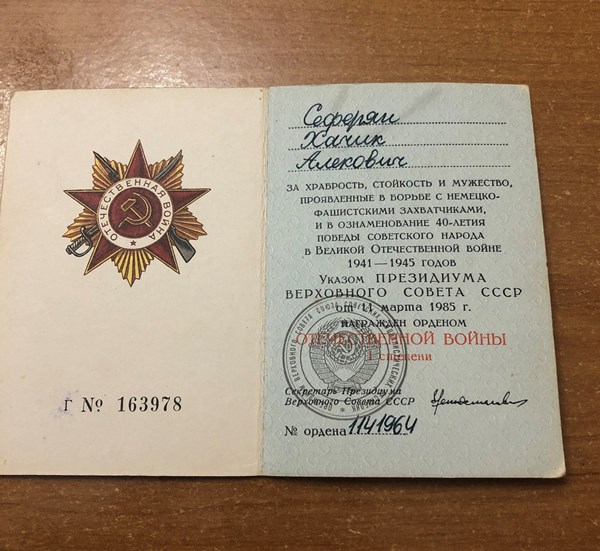 ОТЕЧЕСТВЕННАЯ ВОЙНА
Г № 163978
Сеферян
Хачик
Алекович
ЗА ХРАБРОСТЬ, СТОЙКОСТЬ И МУЖЕСТВО,
ПРОЯВЛЕННЫЕ В БОРЬБЕ С НЕМЕЦКО-
ФАШИСТСКИМИ ЗАХВАТЧИКАМИ,
И В ОЗНАМЕНОВАНИЕ 40-ЛЕТИЯ
ПОБЕДЫ СОВЕТСКОГО НАРОДА
В ВЕЛИКОЙ ОТЕЧЕСТВЕННОЙ ВОЙНЕ
1941—1945 ГОДОВ
УКАЗОМ ПРЕЗИДИУМА
ВЕРХОВНОГО СОВЕТА СССР
от 11 марта 1985 г.
НАГРАЖДЕН ОРДЕНОМ
ОТЕЧЕСТВЕННОЙ ВОЙНЫ
I степени
Секретарь Президиума
Верховного Совета СССР
№ ордена 1141964